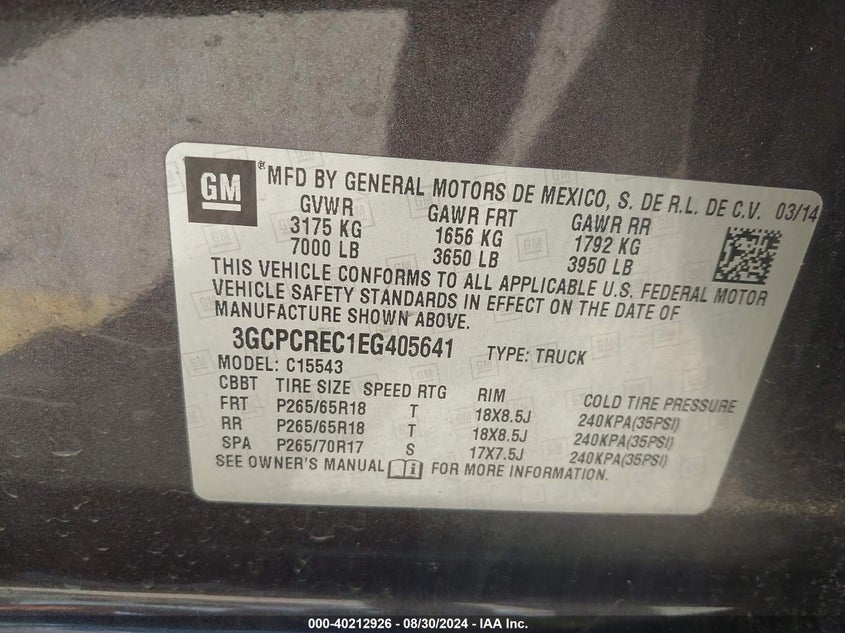 GM ® MFD BY GENERAL MOTORS DE MEXICO, S. DE R.L. DE C.V. 03/14
GVWR GAWR FRT GAWR RR
3175 KG 1656 KG 1792 KG
7000 LB 3650 LB 3950 LB
THIS VEHICLE CONFORMS TO ALL APPLICABLE U.S. FEDERAL MOTOR
VEHICLE SAFETY STANDARDS IN EFFECT ON THE DATE OF
MANUFACTURE SHOWN ABOVE.
3GCPCREC1EG405641 TYPE: TRUCK
MODEL: C15543
CBBT TIRE SIZE SPEED RTG RIM COLD TIRE PRESSURE
FRT P265/65R18 T 18X8.5J 240KPA(35PSI)
RR P265/65R18 T 18X8.5J 240KPA(35PSI)
SPA P265/70R17 S 17X7.5J 240KPA(35PSI)
SEE OWNER'S MANUAL FOR MORE INFORMATION.
000-40212926 - 08/30/2024 - IAA Inc.